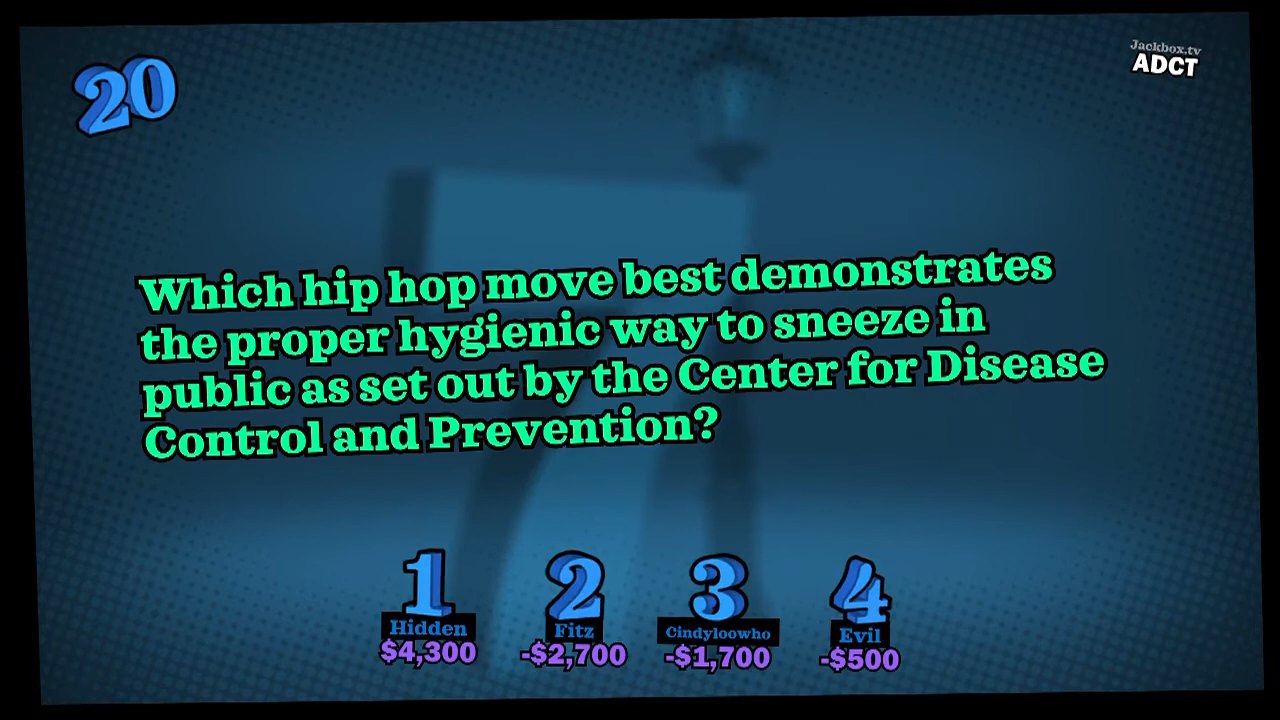 20
Jackbox.tv
ADCT
Which hip hop move best demonstrates
the proper hygienic way to sneeze in
public as set out by the Center for Disease
Control and Prevention?
1 2 3 4
Hidden Fitz Cindyloowho Evil
$4,300 -$2,700 -$1,700 -$500